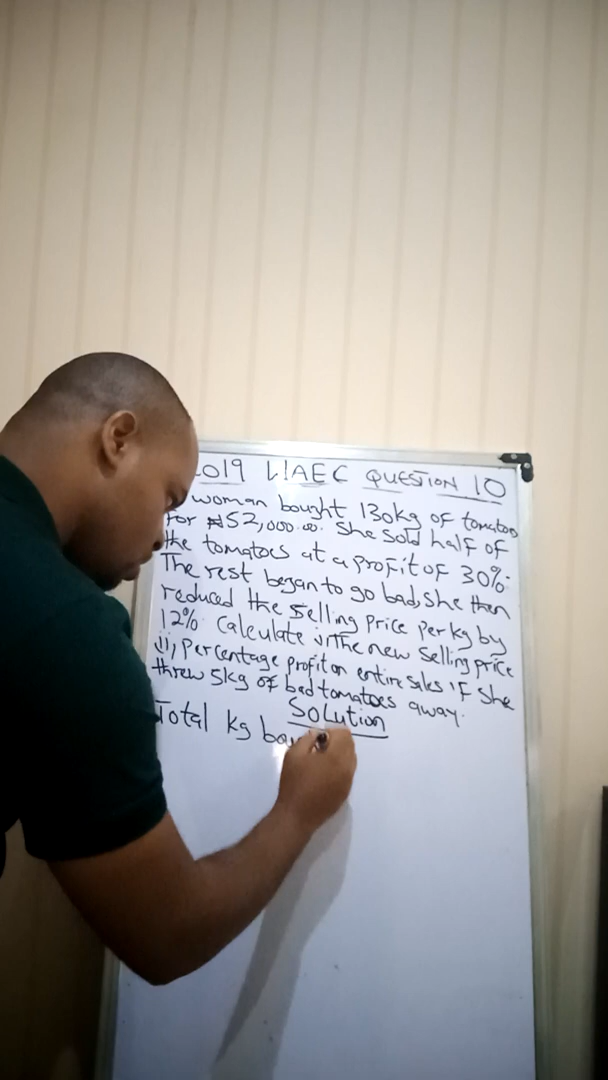 2019 WAEC QUESTION 10
woman bought 130kg of tomatoes
for ₦52,000.00. She sold half of
the tomatoes at a profit of 30%.
The rest began to go bad, she then
reduced the selling price per kg by
12%. Calculate i, The new selling price
ii, Percentage profit on entire sales if she
threw 5kg of bad tomatoes away.
Solution
Total kg bou